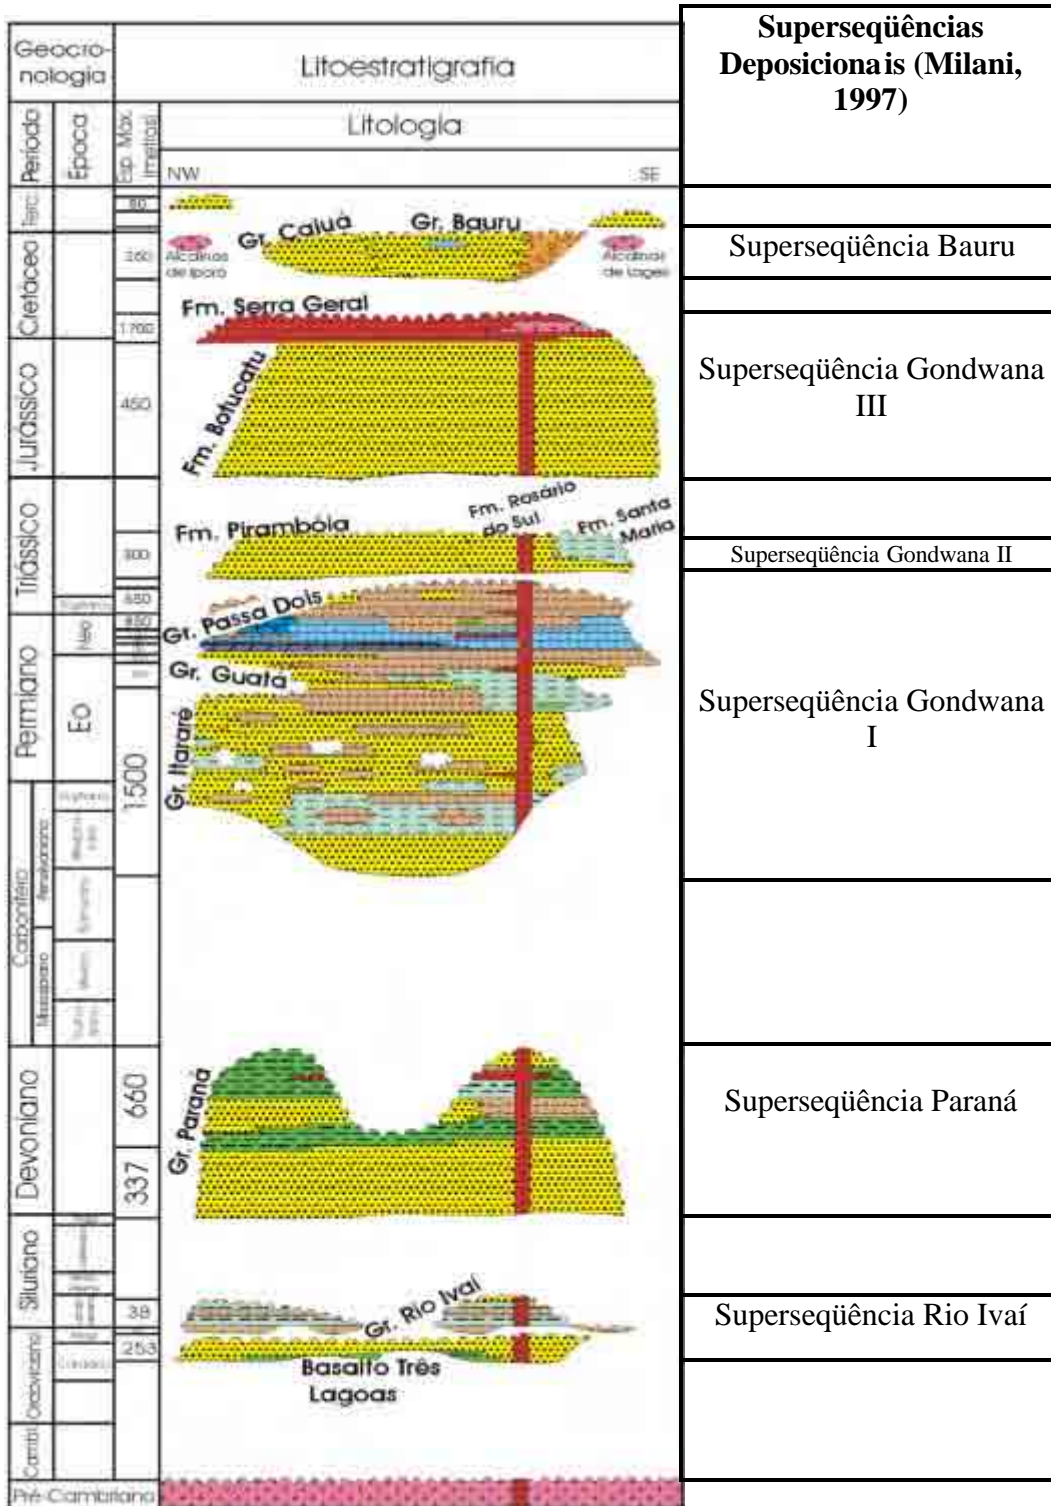 Geocro-
nologia
Litoestratigrafia
Superseqüências
Deposicionais (Milani,
1997)
Período
Época
Esp. Máx.
(metros)
Litologia
NW
SE
Terc.
80
Cretáceo
260
Gr. Caiuá
Gr. Bauru
Alcalinas
de Iporá
Alcalinas
de Lages
Superseqüência Bauru
Fm. Serra Geral
1700
Jurássico
450
Fm. Botucatu
Superseqüência Gondwana
III
Triássico
300
Fm. Pirambóia
Fm. Rosário
do Sul
Fm. Santa
Maria
Superseqüência Gondwana II
650
850
Permiano
Neo
EO
Gr. Passa Dois
Gr. Guatá
Gr. Itararé
1500
Superseqüência Gondwana
I
Carbonífero
Pensilvaniano
Mississipiano
Devoniano
660
337
Gr. Paraná
Superseqüência Paraná
Siluriano
38
Gr. Rio Ivaí
Superseqüência Rio Ivaí
Ordoviciano
253
Basalto Três
Lagoas
Cambr.
Pré-Cambriano